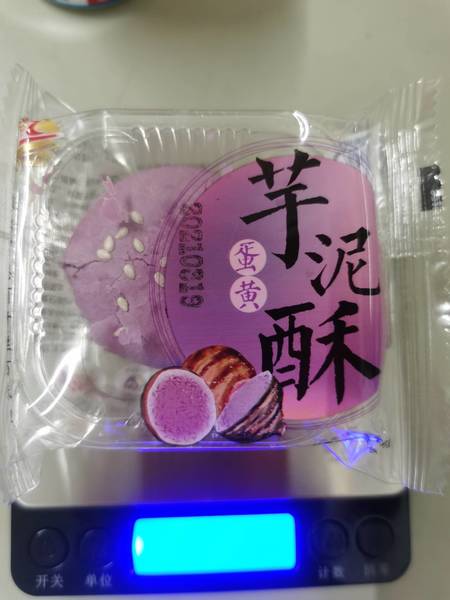 芋泥酥
蛋黄
20210319
开关
单位
计数